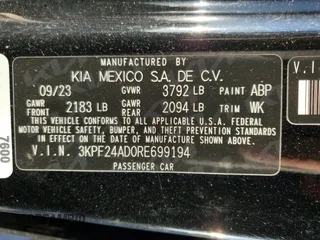 MANUFACTURED BY
KIA MEXICO S.A. DE C.V.
09/23 GVWR 3792 LB PAINT ABP
GAWR FRONT 2183 LB GAWR REAR 2094 LB TRIM WK
THIS VEHICLE CONFORMS TO ALL APPLICABLE U.S. FEDERAL
MOTOR VEHICLE SAFETY, BUMPER, AND THEFT PREVENTION STANDARDS
IN EFFECT ON THE DATE OF MANUFACTURE SHOWN ABOVE.
V.I.N. 3KPF24AD0RE699194
PASSENGER CAR
7600
V.I.